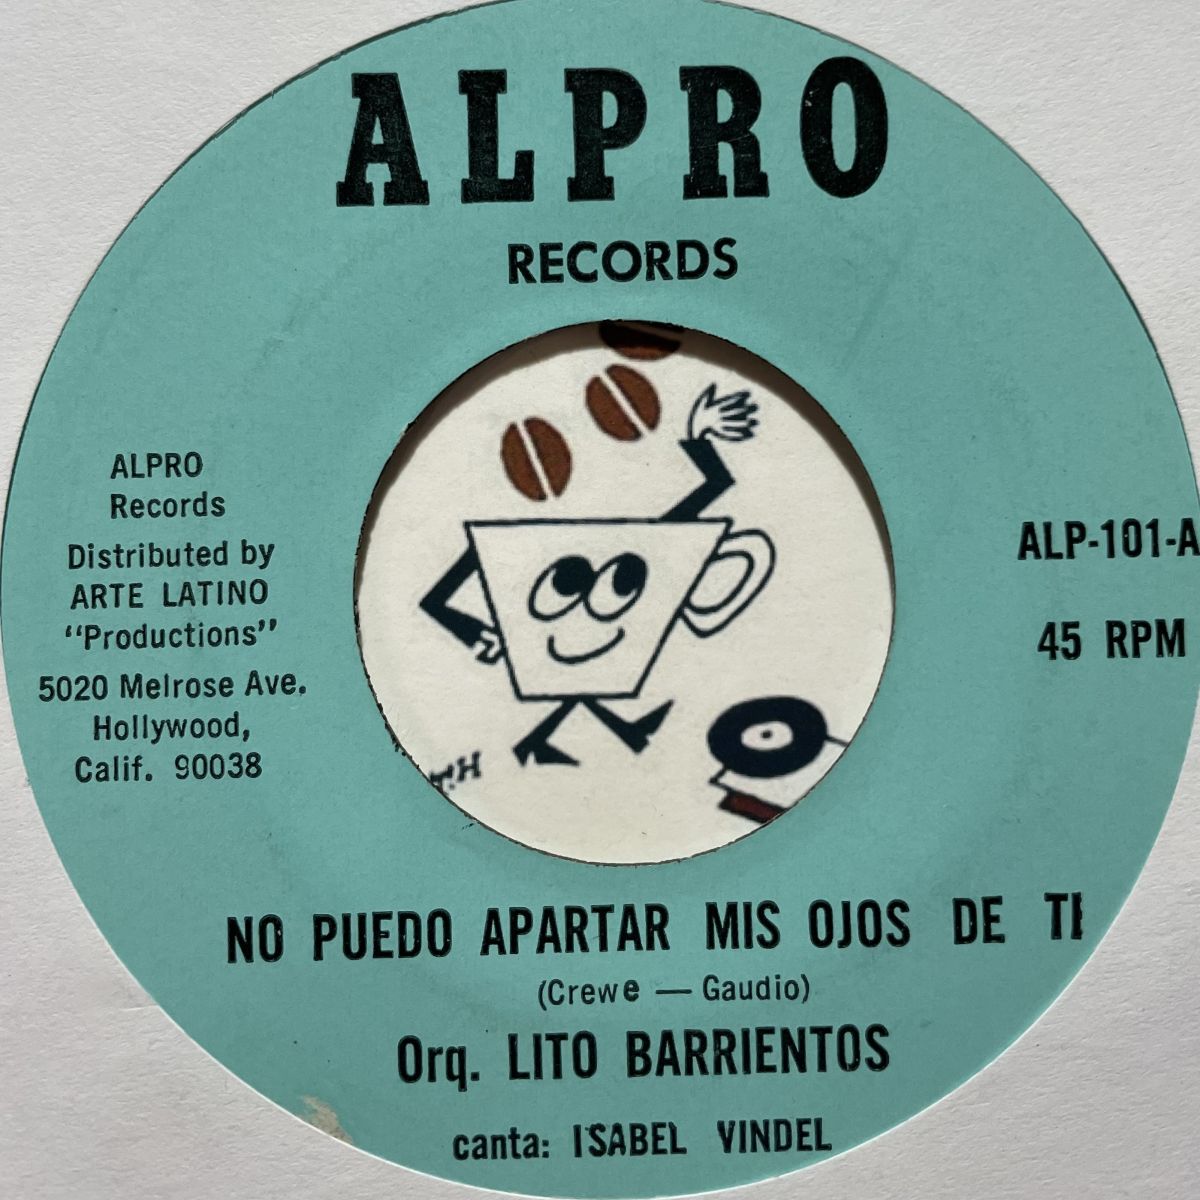 ALPRO
RECORDS
ALPRO
Records
Distributed by
ARTE LATINO
"Productions"
5020 Melrose Ave.
Hollywood,
Calif. 90038
ALP-101-A
45 RPM
NO PUEDO APARTAR MIS OJOS DE TI
(Crewe — Gaudio)
Orq. LITO BARRIENTOS
canta: ISABEL VINDEL